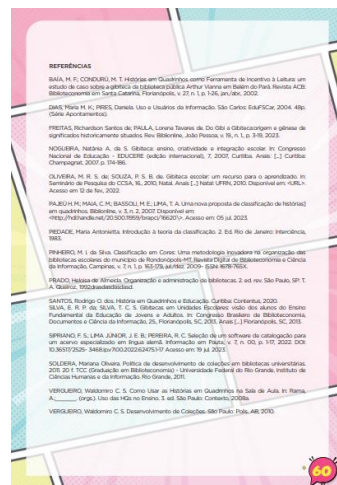 REFERÊNCIAS
BAÍA, M. F.; CONDURÚ, M. T. Histórias em Quadrinhos como Ferramenta de Incentivo à Leitura: um
estudo de caso sobre a gibiteca da biblioteca pública Arthur Vianna em Belém do Pará. Revista ACB:
Biblioteconomia em Santa Catarina, Florianópolis, v. 27, n. 1, p. 1-26, jan./abr., 2002.
DIAS, Maria M. K.; PIRES, Daniela. Uso e Usuários da Informação. São Carlos: EdUFSCar, 2004. 48p.
(Série Apontamentos).
FREITAS, Richardson Santos de; PAULA, Lorena Tavares de. Do Gibi à Gibiteca:origem e gênese de
significados historicamente situados. Rev. Biblionline, João Pessoa, v. 19, n. 1, p. 3-19, 2023.
NOGUEIRA, Natânia A. da S. Gibiteca: ensino, criatividade e integração escolar. In: Congresso
Nacional de Educação - EDUCERE (edição internacional), 7, 2007, Curitiba. Anais: [...] Curitiba:
Champagnat, 2007. p. 174-186.
OLIVEIRA, M. R. S. de; SOUZA, P. S. B. de. Gibiteca escolar: um recurso para o aprendizado. In:
Seminário de Pesquisa do CCSA, 16., 2010, Natal. Anais [...] Natal: UFRN, 2010. Disponível em: <URL>.
Acesso em: 12 de fev., 2022.
PAJEÚ H. M.; MAIA, C. M.; BASSOLI, M. E.; LIMA, T. A. Uma nova proposta de classificação de histórias
em quadrinhos. Biblionline, v. 3, n. 2, 2007. Disponível em:
Acesso em: 05 jul. 2023.
PIEDADE, Maria Antonietta. Introdução à teoria da classificação. 2. Ed. Rio de Janeiro: Interciência,
1983.
PINHEIRO, M. I. da Silva. Classificação em Cores: Uma metodologia inovadora na organização das
bibliotecas escolares do município de Rondonópolis-MT. Revista Digital de Biblioteconomia e Ciência
da Informação, Campinas, v. 7, n. 1, p. 163-179, jul./dez. 2009- ISSN: 1678-765X.
PRADO, Heloísa de Almeida. Organização e administração de bibliotecas. 2. ed. rev. São Paulo, SP: T.
A. Queiroz, 1992.
SANTOS, Rodrigo O. dos. História em Quadrinhos e Educação. Curitiba: Contentus, 2020.
SILVA, E. R. P. da; SILVA, T. C. S. Gibitecas em Unidades Escolares: visão dos alunos do Ensino
Fundamental da Educação de Jovens e Adultos. In: Congresso Brasileiro de Biblioteconomia,
Documentos e Ciência da Informação, 25., Florianópolis, SC, 2013. Anais [...] Florianópolis, SC, 2013.
SPRIANO, F. S.; LIMA JÚNIOR, J. E. B.; PEREIRA, R. C. Seleção de um software de catalogação para
um acervo especializado em língua alemã. Informação em Pauta, v. 7, n. 00, p. 1-17, 2022. DOI:
Acesso em: 19 jul. 2023.
SOLDERA, Mariana Oliveira. Política de desenvolvimento de coleções em bibliotecas universitárias.
2011. 20 f. TCC (Graduação em Biblioteconomia) - Universidade Federal do Rio Grande, Instituto de
Ciências Humanas e da Informação, Rio Grande, 2011.
VERGUEIRO, Waldomiro C. S. Como Usar as Histórias em Quadrinhos na Sala de Aula. In: Rama,
A.;________ (orgs.). Uso das HQs no Ensino. 3. ed. São Paulo: Contexto, 2008a.
VERGUEIRO, Waldomiro C. S. Desenvolvimento de Coleções. São Paulo: Polis, AB, 2010.
60